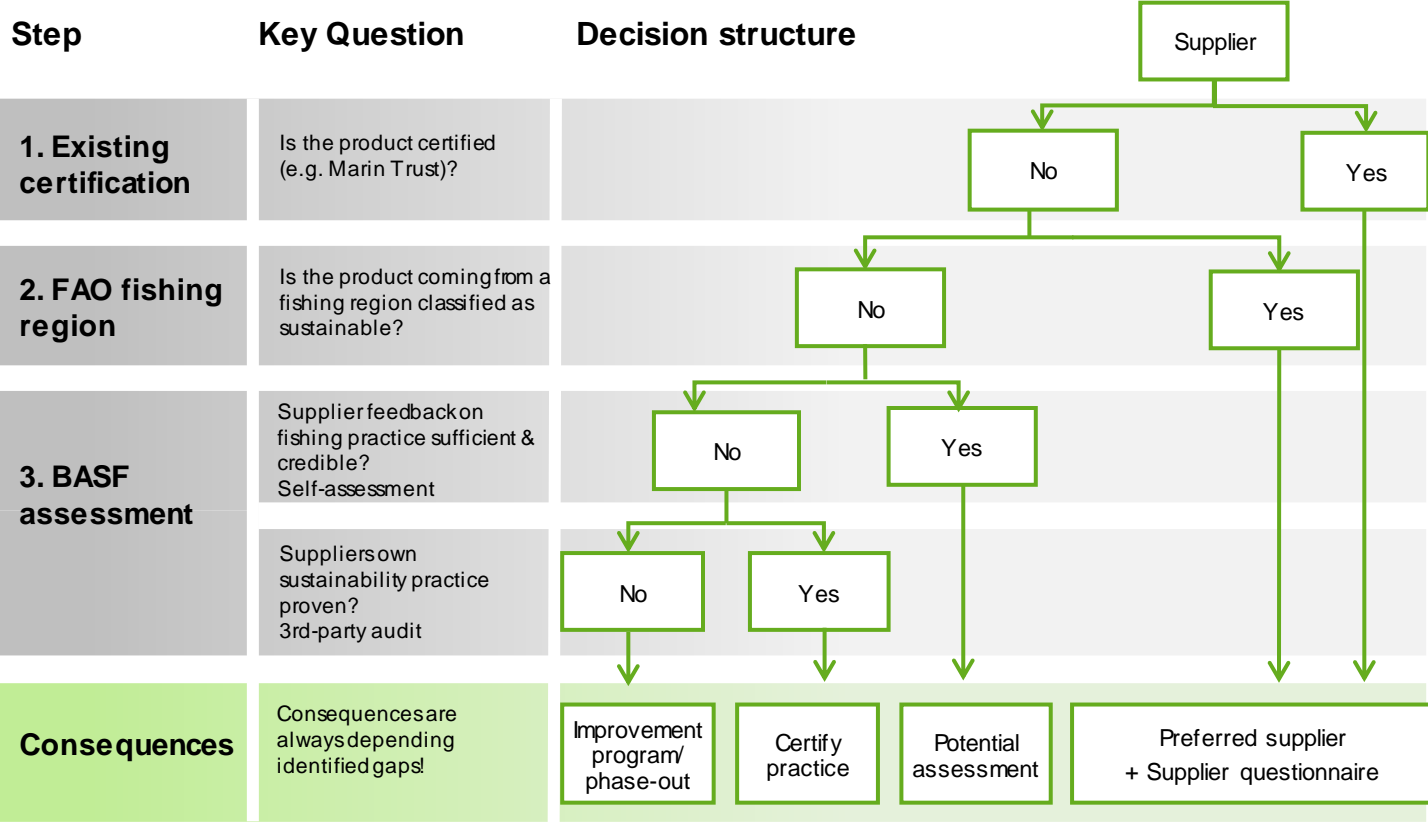 Step
Key Question
Decision structure
Supplier
1. Existing
certification
Is the product certified
(e.g. Marin Trust)?
No
Yes
2. FAO fishing
region
Is the product coming from a
fishing region classified as
sustainable?
No
Yes
3. BASF
assessment
Supplier feedback on
fishing practice sufficient &
credible?
Self-assessment
No
Yes
Suppliers own
sustainability practice
proven?
3rd-party audit
No
Yes
Consequences
Consequences are
always depending
identified gaps!
Improvement
program/
phase-out
Certify
practice
Potential
assessment
Preferred supplier
+ Supplier questionnaire